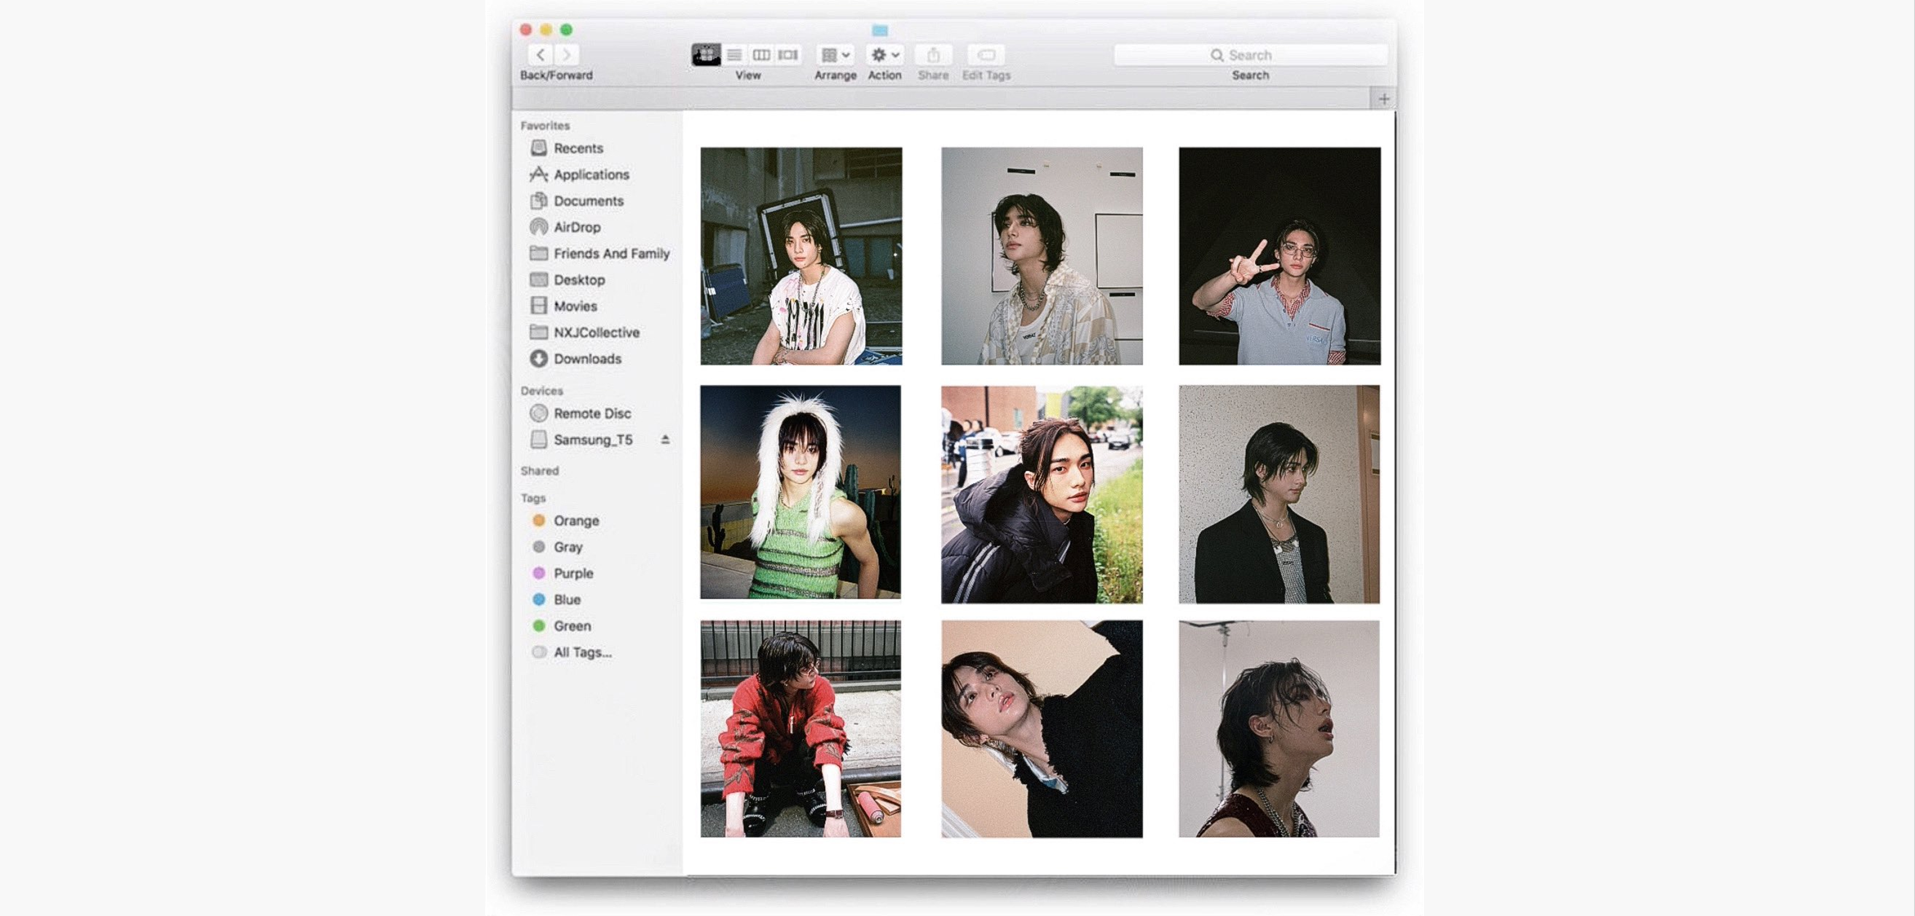 Search
Back/Forward
View
Arrange
Action
Share
Edit Tags
Search
Favorites
Recents
Applications
Documents
AirDrop
Friends And Family
Desktop
Movies
NXJCollective
Downloads
Devices
Remote Disc
Samsung_T5
Shared
Tags
Orange
Gray
Purple
Blue
Green
All Tags...